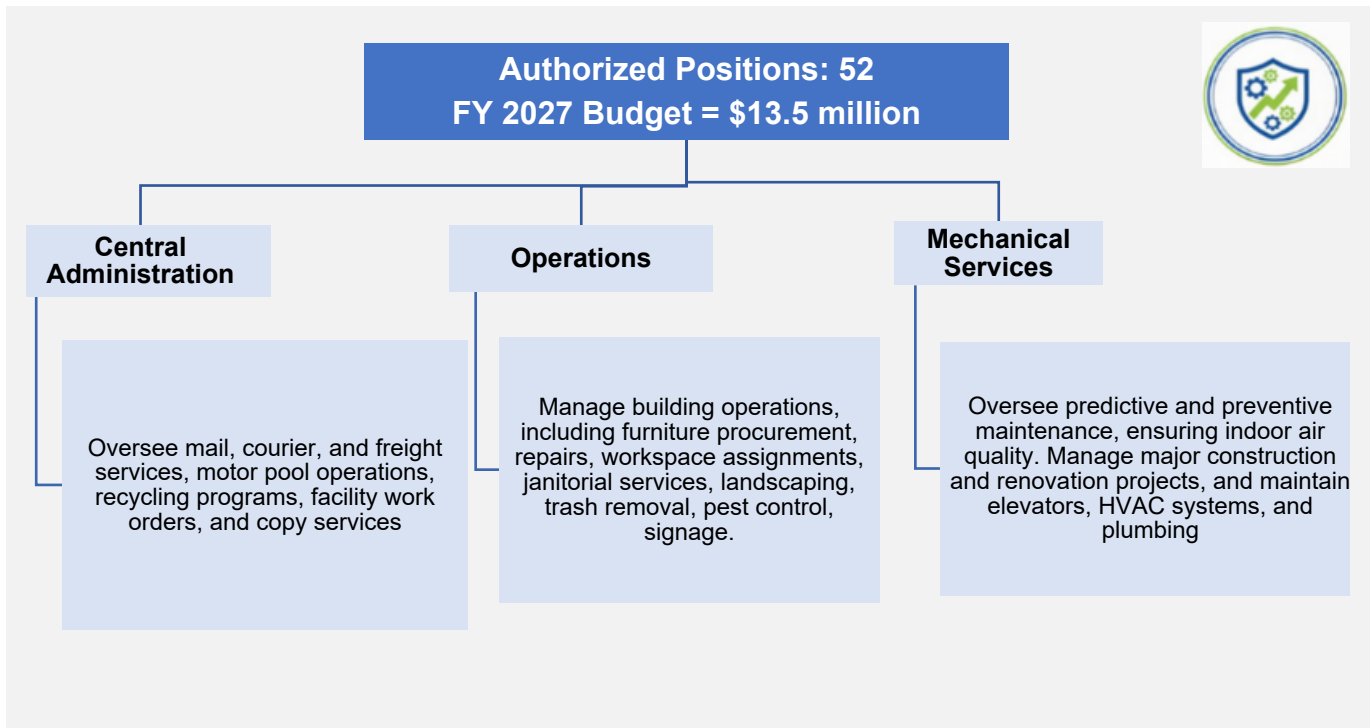 Authorized Positions: 52
FY 2027 Budget = $13.5 million
Central
Administration
Oversee mail, courier, and freight
services, motor pool operations,
recycling programs, facility work
orders, and copy services
Operations
Manage building operations,
including furniture procurement,
repairs, workspace assignments,
janitorial services, landscaping,
trash removal, pest control,
signage.
Mechanical
Services
Oversee predictive and preventive
maintenance, ensuring indoor air
quality. Manage major construction
and renovation projects, and maintain
elevators, HVAC systems, and
plumbing